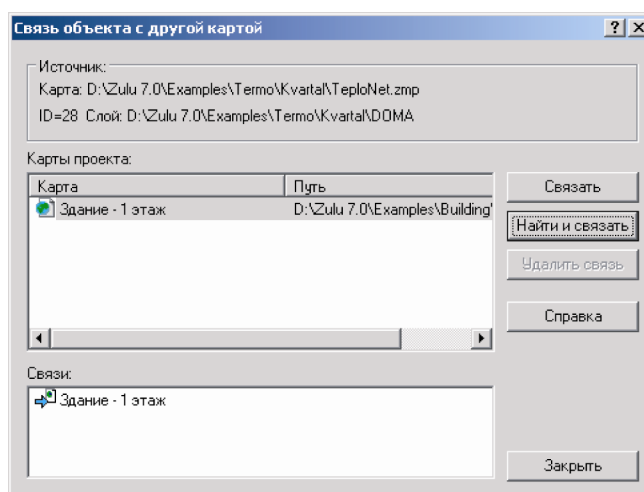 Связь объекта с другой картой
Источник:
Карта: D:\Zulu 7.0\Examples\Termo\Kvartal\TeploNet.zmp
ID=28 Слой: D:\Zulu 7.0\Examples\Termo\Kvartal\DOMA
Карты проекта:
Карта Путь
Здание - 1 этаж D:\Zulu 7.0\Examples\Building\
Связать
Найти и связать
Удалить связь
Справка
Связи:
Здание - 1 этаж
Закрыть